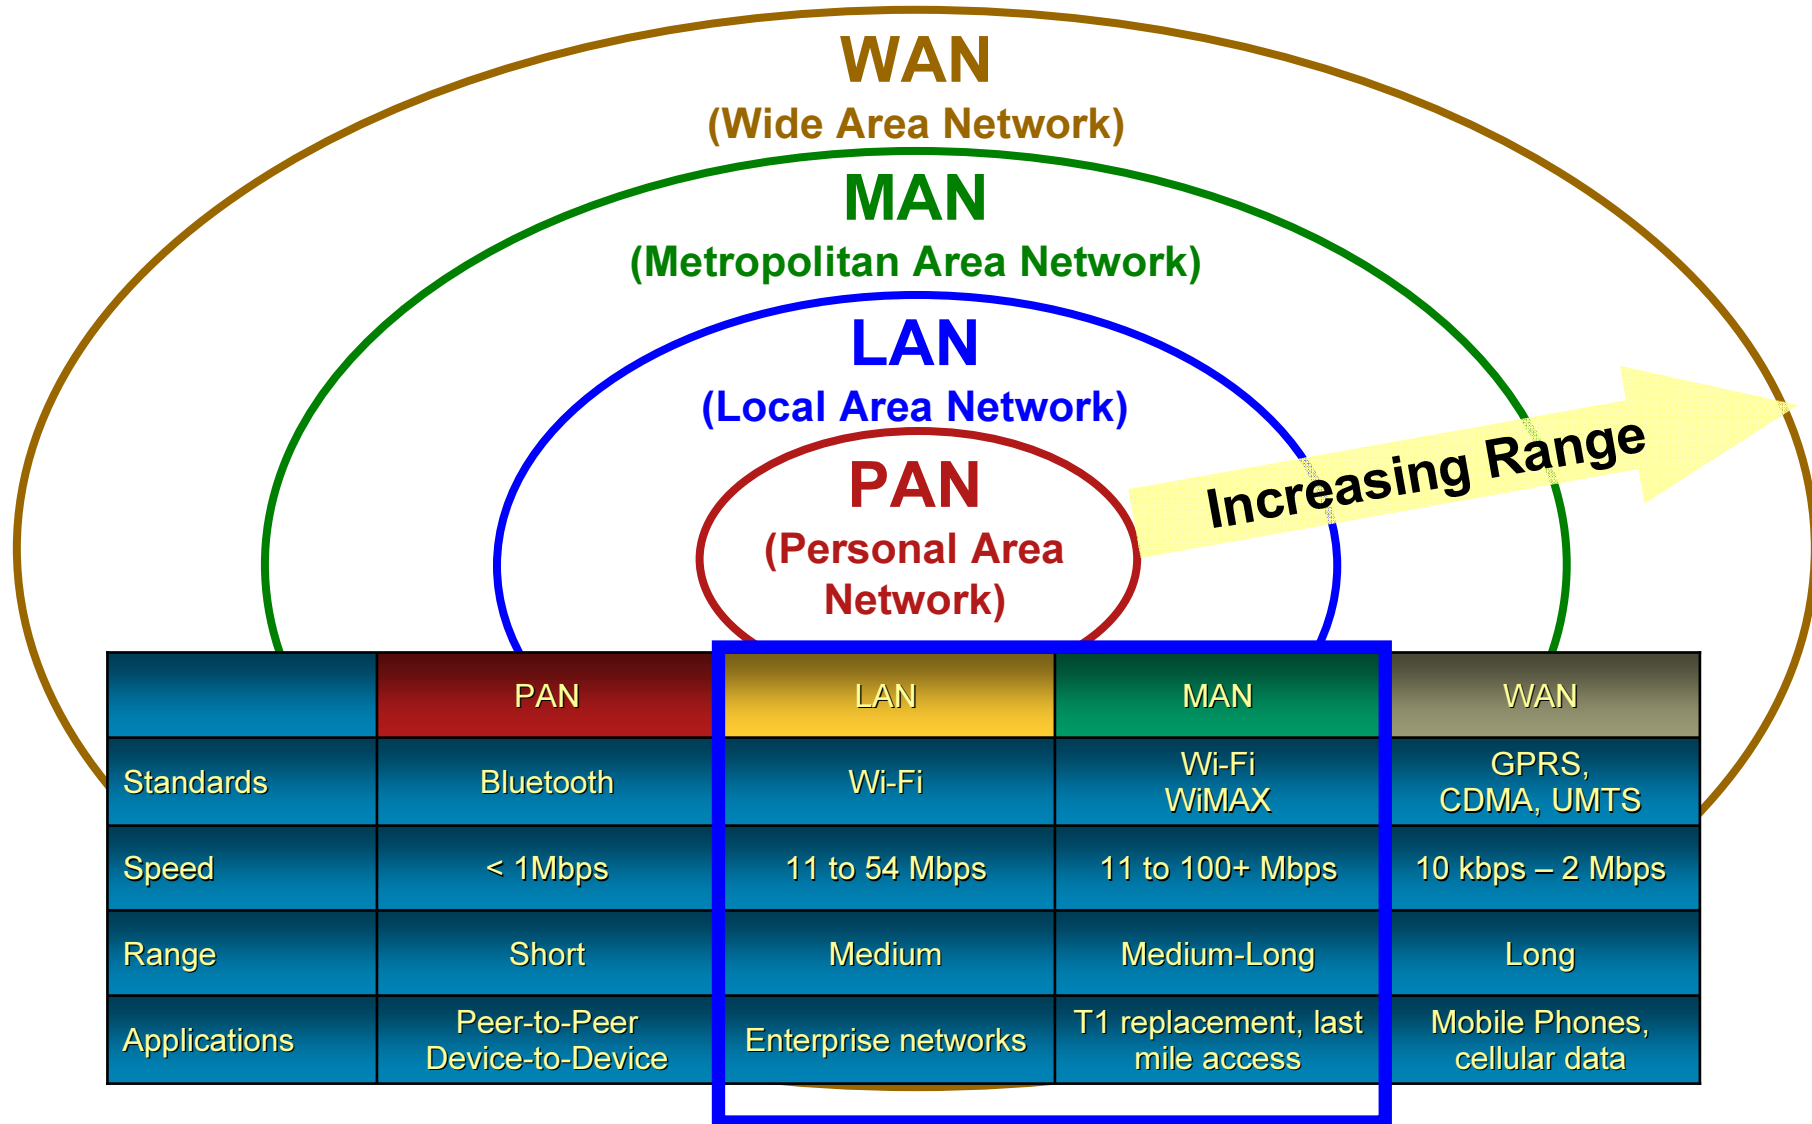 WAN
(Wide Area Network)
MAN
(Metropolitan Area Network)
LAN
(Local Area Network)
PAN
(Personal Area
Network)
Increasing Range
PAN LAN MAN WAN
Standards Bluetooth Wi-Fi Wi-Fi
WiMAX GPRS,
CDMA, UMTS
Speed < 1Mbps 11 to 54 Mbps 11 to 100+ Mbps 10 kbps – 2 Mbps
Range Short Medium Medium-Long Long
Applications Peer-to-Peer
Device-to-Device Enterprise networks T1 replacement, last
mile access Mobile Phones,
cellular data